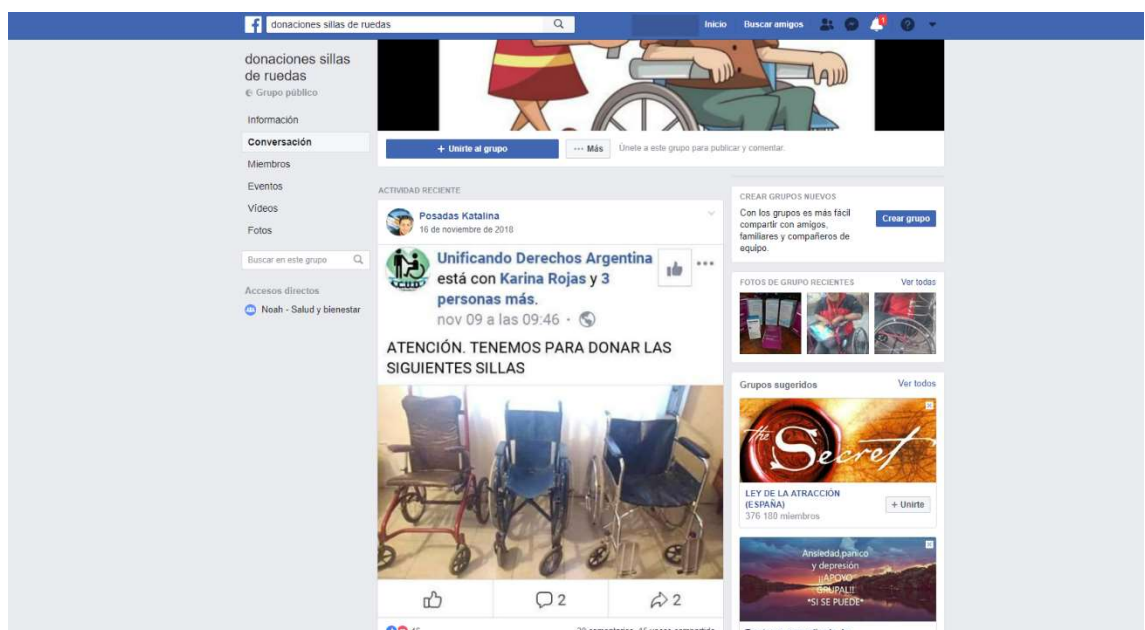 donaciones sillas de ruedas
Inicio
Buscar amigos
1
donaciones sillas
de ruedas
Grupo público
Información
Conversación
Miembros
Eventos
Vídeos
Fotos
Buscar en este grupo
Accesos directos
Noah - Salud y bienestar
+ Unirte al grupo
··· Más
Únete a este grupo para publicar y comentar.
ACTIVIDAD RECIENTE
Posadas Katalina
16 de noviembre de 2018
Unificando Derechos Argentina
está con Karina Rojas y 3
personas más.
nov 09 a las 09:46 ·
ATENCIÓN. TENEMOS PARA DONAR LAS
SIGUIENTES SILLAS
2
2
CREAR GRUPOS NUEVOS
Con los grupos es más fácil
compartir con amigos,
familiares y compañeros de
equipo.
Crear grupo
FOTOS DE GRUPO RECIENTES
Ver todas
Grupos sugeridos
Ver todos
the Secret
LEY DE LA ATRACCIÓN
(ESPAÑA)
376 180 miembros
+ Unirte
Ansiedad,panico
y depresión
¡¡APOYO
GRUPAL!!
*SI SE PUEDE*